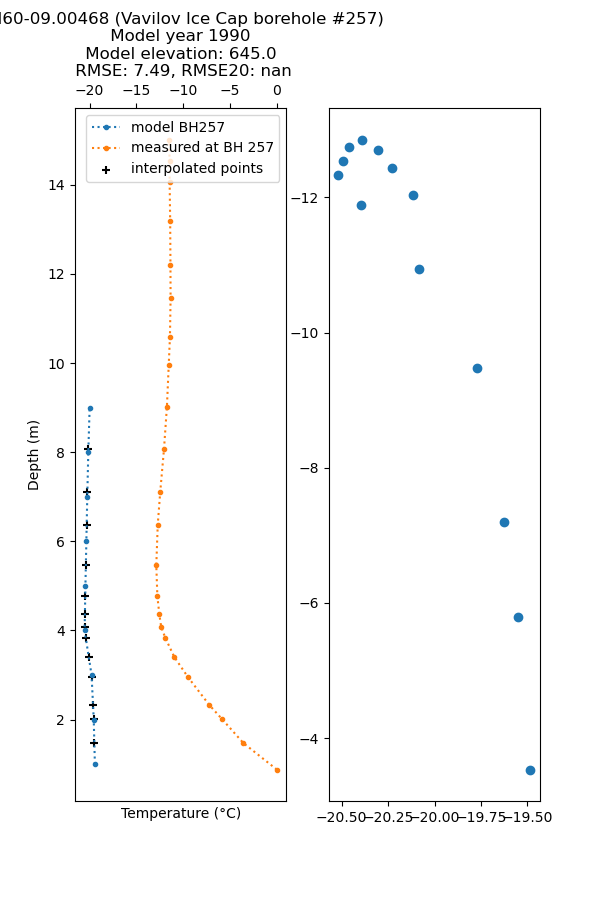 60-09.00468 (Vavilov Ice Cap borehole #257)
Model year 1990
Model elevation: 645.0
RMSE: 7.49, RMSE20: nan
−20 −15 −10 −5 0
model BH257
measured at BH 257
interpolated points
14
12
10
8
6
4
2
Depth (m)
Temperature (°C)
−12
−10
−8
−6
−4
−20.50 −20.25 −20.00 −19.75 −19.50